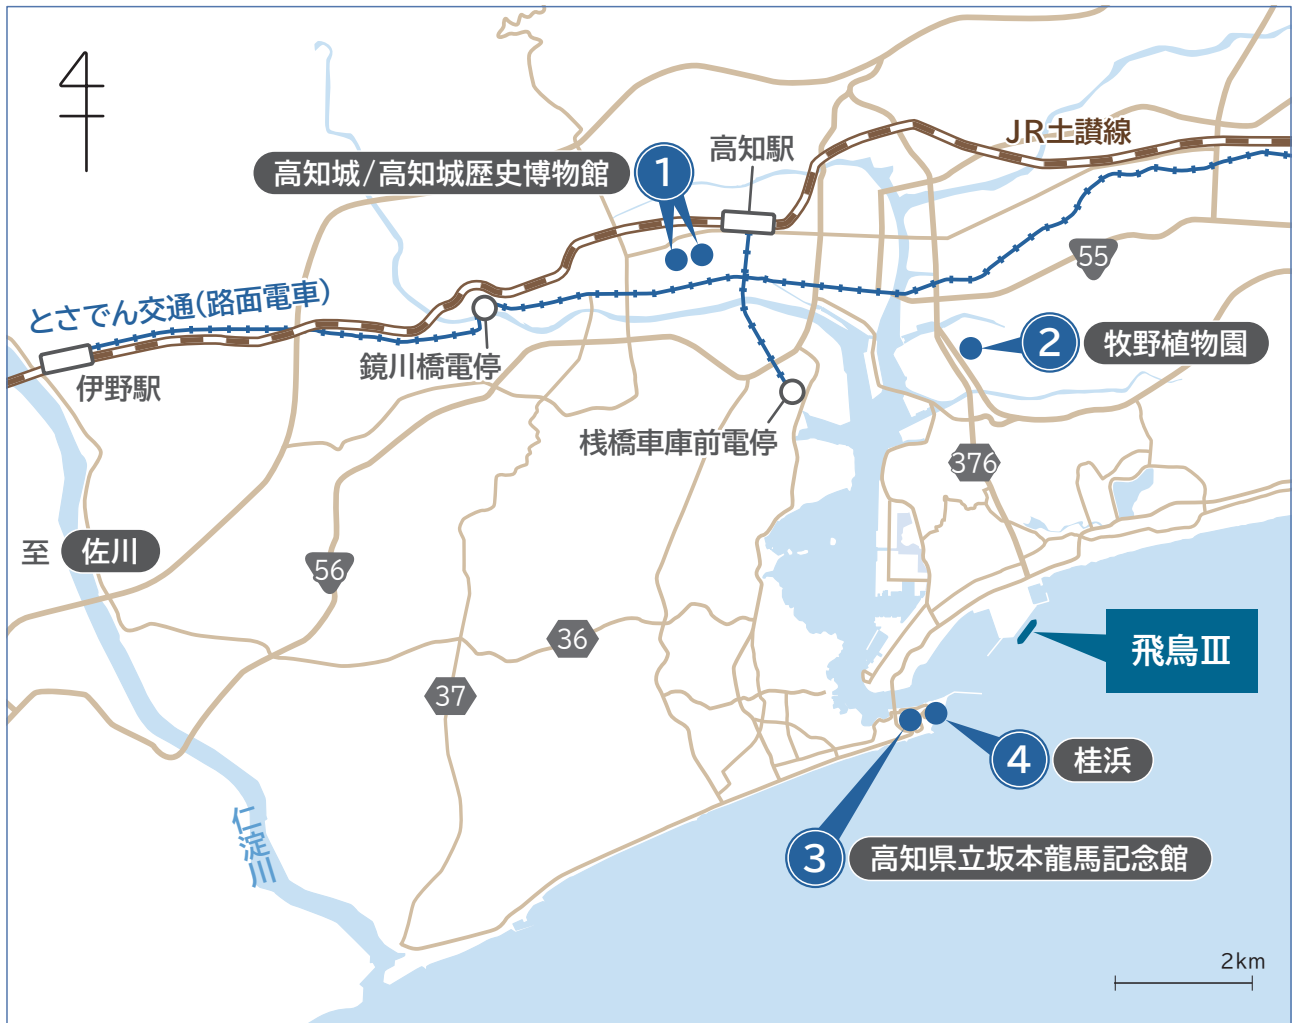 JR土讃線
高知駅
高知城/高知城歴史博物館
1
55
とさでん交通(路面電車)
2
牧野植物園
鏡川橋電停
伊野駅
桟橋車庫前電停
376
至 佐川
56
36
飛鳥Ⅲ
37
4
桂浜
仁淀川
3
高知県立坂本龍馬記念館
2km